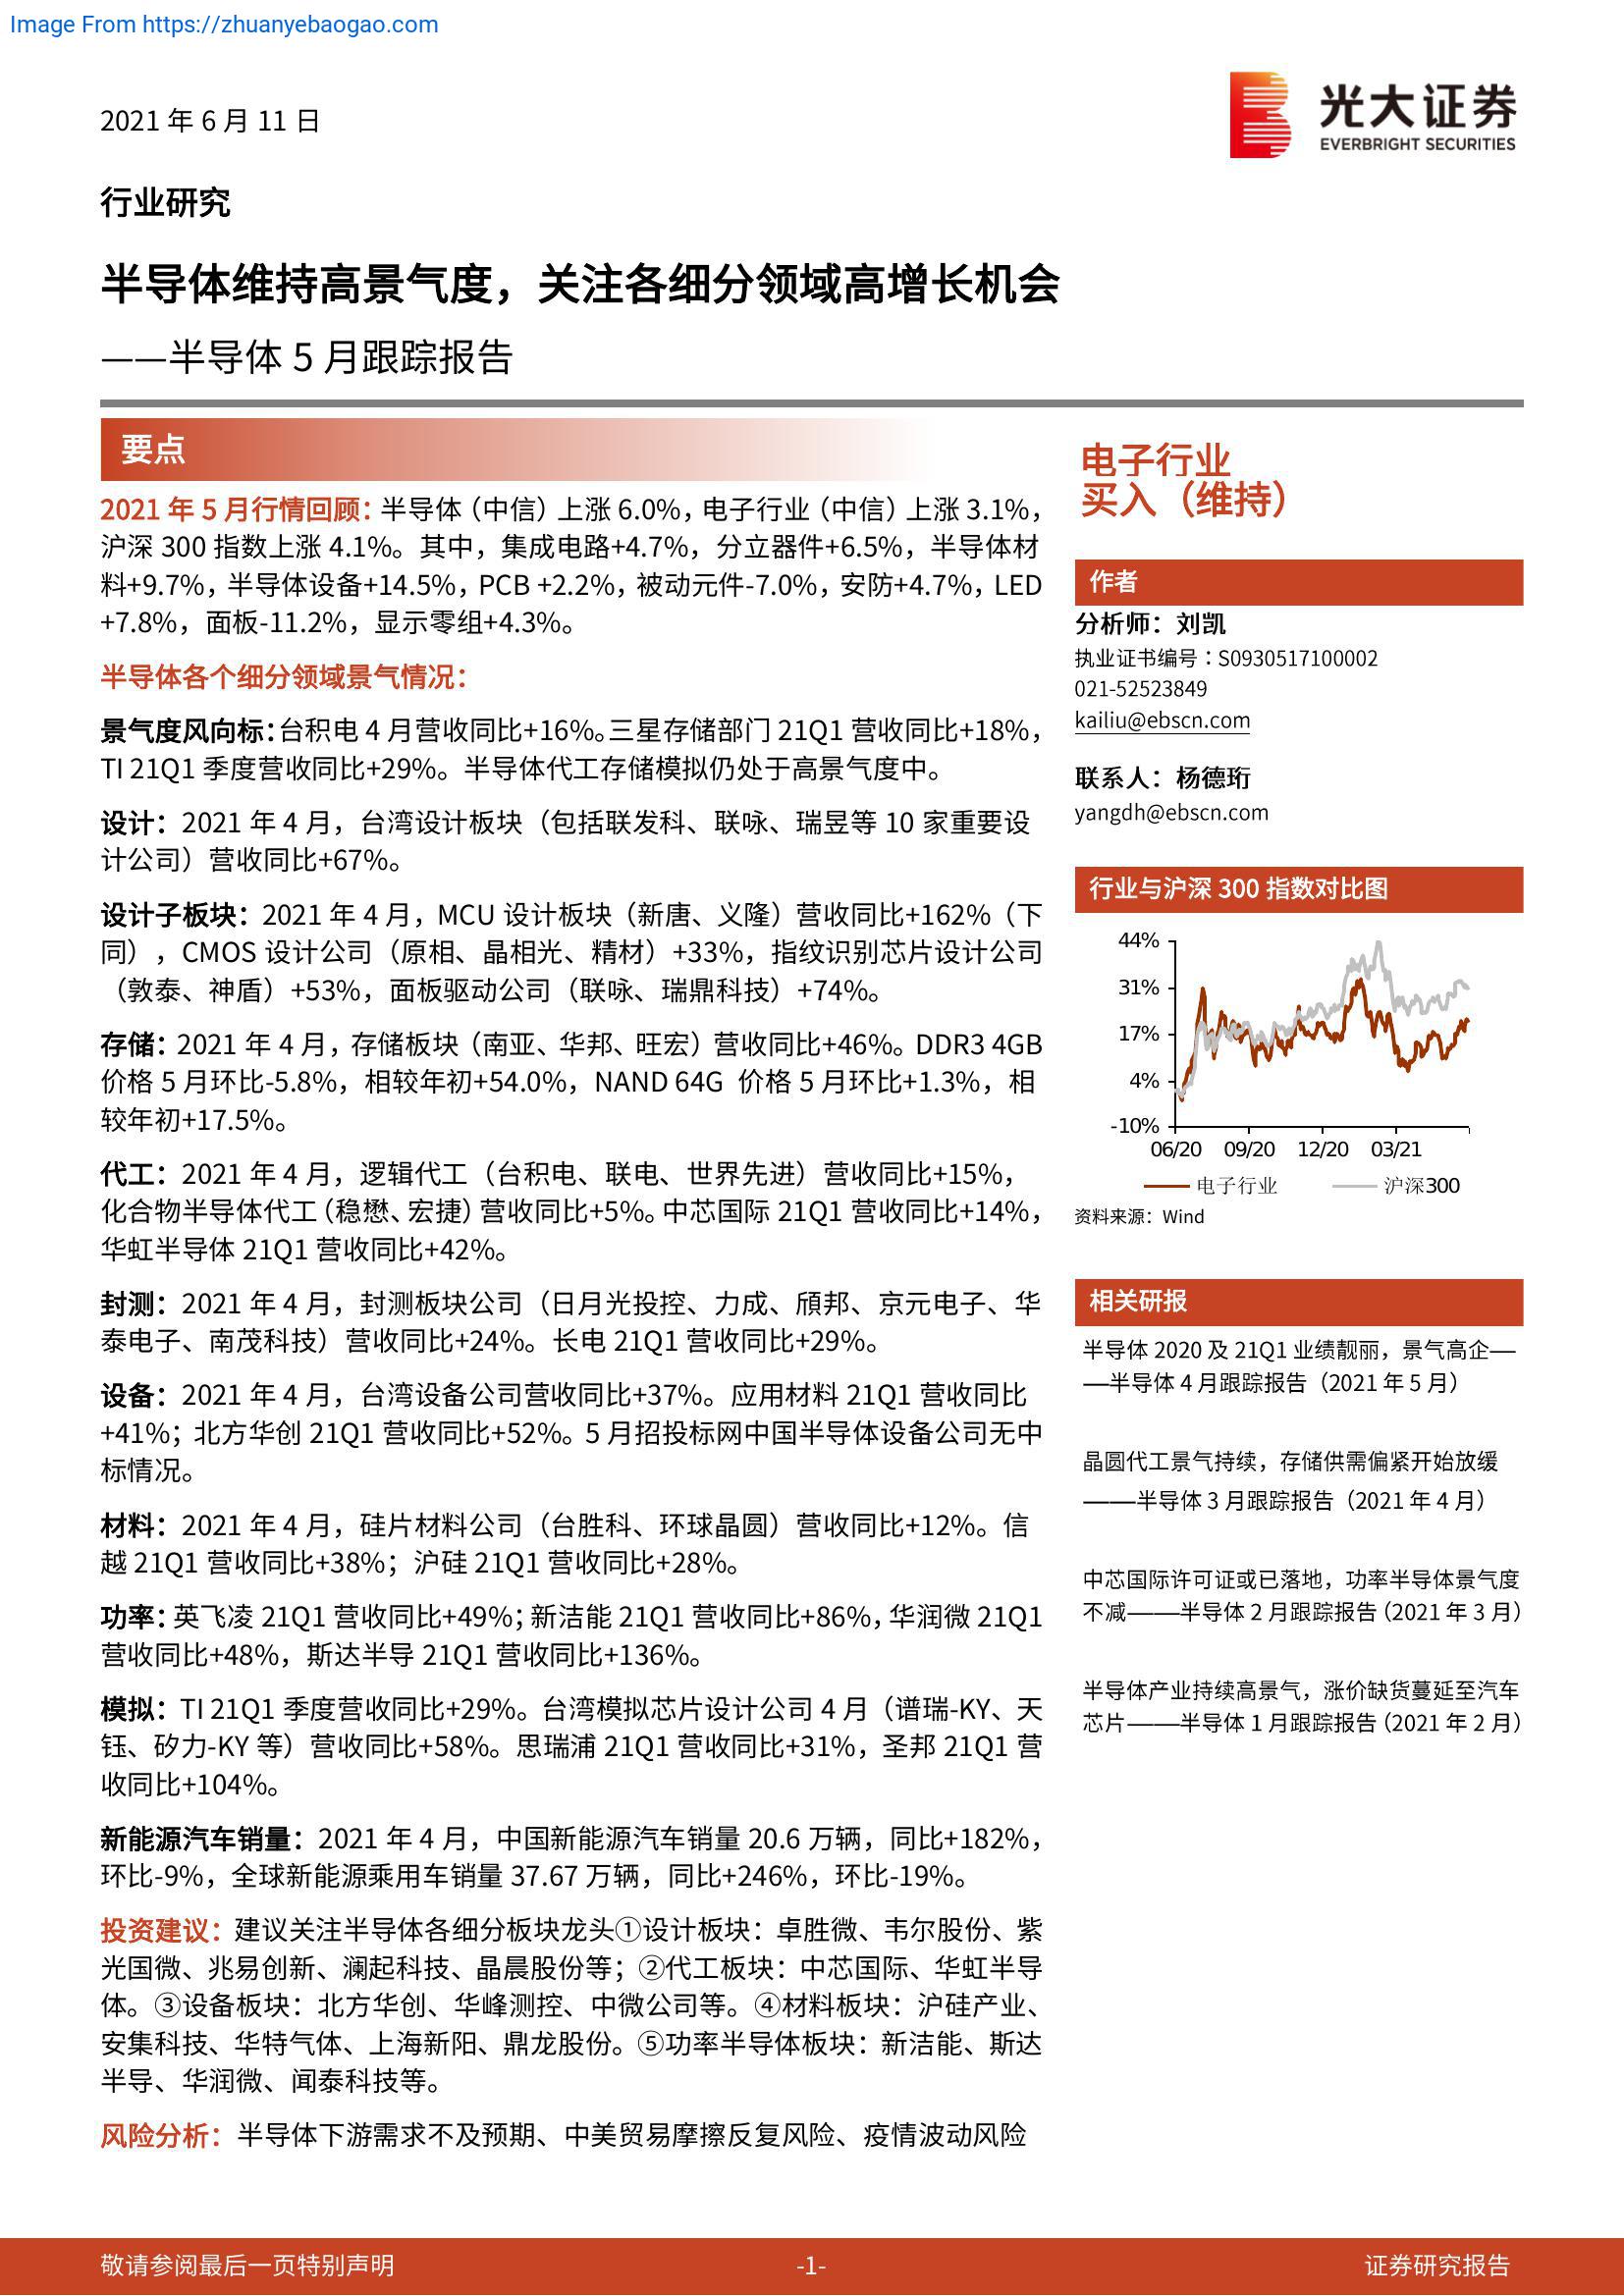 Image From https://zhuanyebaogao.com
2021 年 6 月 11 日
光大证券
EVERBRIGHT SECURITIES
行业研究
半导体维持高景气度，关注各细分领域高增长机会
——半导体 5 月跟踪报告
要点
2021 年 5 月行情回顾：半导体（中信）上涨 6.0%，电子行业（中信）上涨 3.1%，
沪深 300 指数上涨 4.1%。其中，集成电路+4.7%，分立器件+6.5%，半导体材
料+9.7%，半导体设备+14.5%，PCB +2.2%，被动元件-7.0%，安防+4.7%，LED
+7.8%，面板-11.2%，显示零组+4.3%。
半导体各个细分领域景气情况：
景气度风向标：台积电 4 月营收同比+16%。三星存储部门 21Q1 营收同比+18%，
TI 21Q1 季度营收同比+29%。半导体代工存储模拟仍处于高景气度中。
设计：2021 年 4 月，台湾设计板块（包括联发科、联咏、瑞昱等 10 家重要设
计公司）营收同比+67%。
设计子板块：2021 年 4 月，MCU 设计板块（新唐、义隆）营收同比+162%（下
同），CMOS 设计公司（原相、晶相光、精材）+33%，指纹识别芯片设计公司
（敦泰、神盾）+53%，面板驱动公司（联咏、瑞鼎科技）+74%。
存储：2021 年 4 月，存储板块（南亚、华邦、旺宏）营收同比+46%。DDR3 4GB
价格 5 月环比-5.8%，相较年初+54.0%，NAND 64G 价格 5 月环比+1.3%，相
较年初+17.5%。
代工：2021 年 4 月，逻辑代工（台积电、联电、世界先进）营收同比+15%，
化合物半导体代工（稳懋、宏捷）营收同比+5%。中芯国际 21Q1 营收同比+14%，
华虹半导体 21Q1 营收同比+42%。
封测：2021 年 4 月，封测板块公司（日月光投控、力成、颀邦、京元电子、华
泰电子、南茂科技）营收同比+24%。长电 21Q1 营收同比+29%。
设备：2021 年 4 月，台湾设备公司营收同比+37%。应用材料 21Q1 营收同比
+41%；北方华创 21Q1 营收同比+52%。5 月招投标网中国半导体设备公司无中
标情况。
材料：2021 年 4 月，硅片材料公司（台胜科、环球晶圆）营收同比+12%。信
越 21Q1 营收同比+38%；沪硅 21Q1 营收同比+28%。
功率：英飞凌 21Q1 营收同比+49%；新洁能 21Q1 营收同比+86%，华润微 21Q1
营收同比+48%，斯达半导 21Q1 营收同比+136%。
模拟：TI 21Q1 季度营收同比+29%。台湾模拟芯片设计公司 4 月（谱瑞-KY、天
钰、矽力-KY 等）营收同比+58%。思瑞浦 21Q1 营收同比+31%，圣邦 21Q1 营
收同比+104%。
新能源汽车销量：2021 年 4 月，中国新能源汽车销量 20.6 万辆，同比+182%，
环比-9%，全球新能源乘用车销量 37.67 万辆，同比+246%，环比-19%。
投资建议：建议关注半导体各细分板块龙头①设计板块：卓胜微、韦尔股份、紫
光国微、兆易创新、澜起科技、晶晨股份等；②代工板块：中芯国际、华虹半导
体。③设备板块：北方华创、华峰测控、中微公司等。④材料板块：沪硅产业、
安集科技、华特气体、上海新阳、鼎龙股份。⑤功率半导体板块：新洁能、斯达
半导、华润微、闻泰科技等。
风险分析：半导体下游需求不及预期、中美贸易摩擦反复风险、疫情波动风险
电子行业
买入（维持）
作者
分析师：刘凯
执业证书编号：S0930517100002
021-52523849
kailiu@ebscn.com
联系人：杨德珩
yangdh@ebscn.com
行业与沪深 300 指数对比图
44%
31%
17%
4%
-10%
06/20 09/20 12/20 03/21
电子行业 沪深300
资料来源：Wind
相关研报
半导体 2020 及 21Q1 业绩靓丽，景气高企—
—半导体 4 月跟踪报告（2021 年 5 月）
晶圆代工景气持续，存储供需偏紧开始放缓
——半导体 3 月跟踪报告（2021 年 4 月）
中芯国际许可证或已落地，功率半导体景气度
不减——半导体 2 月跟踪报告（2021 年 3 月）
半导体产业持续高景气，涨价缺货蔓延至汽车
芯片——半导体 1 月跟踪报告（2021 年 2 月）
敬请参阅最后一页特别声明
-1-
证券研究报告